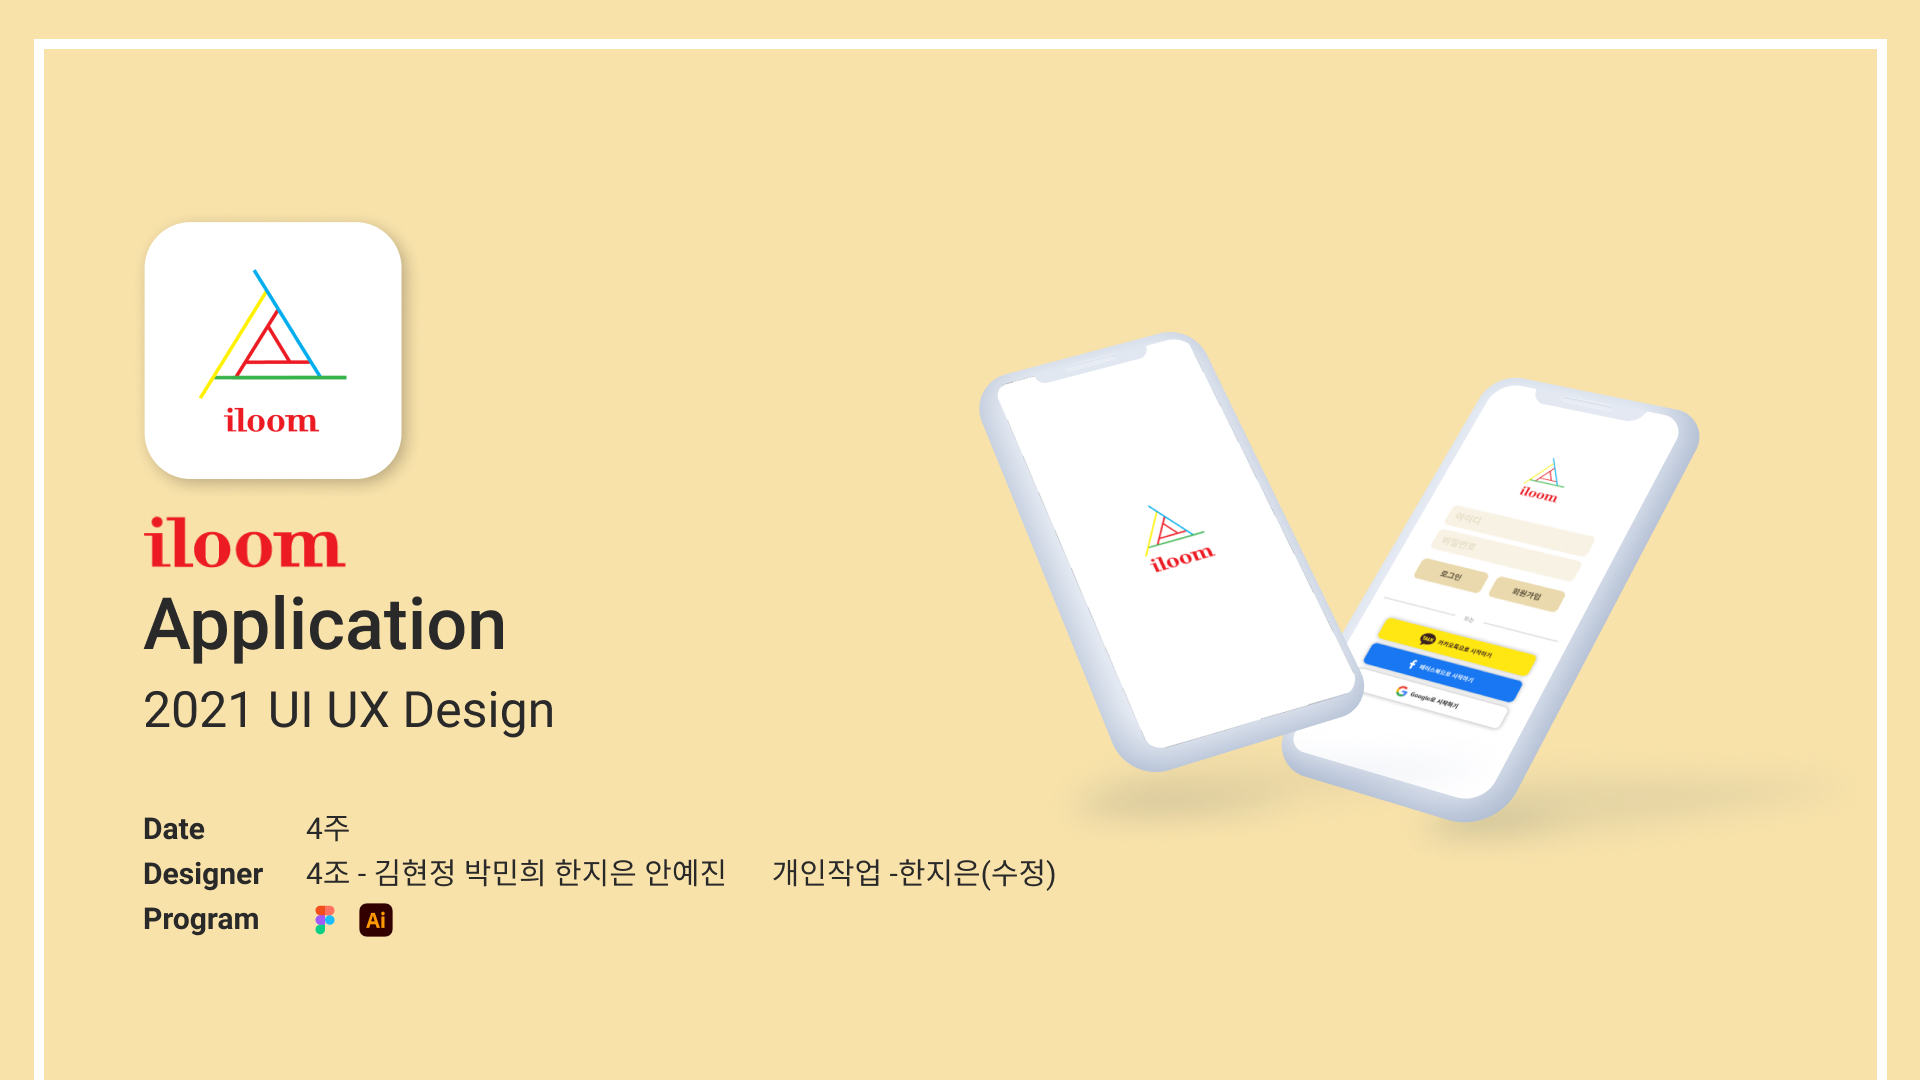 iloom
iloom
Application
2021 UI UX Design
Date 4주
Designer 4조 - 김현정 박민희 한지은 안예진 개인작업 -한지은(수정)
Program Ai
iloom
iloom
아이디
비밀번호
로그인 회원가입
또는
TALK 카카오톡으로 시작하기
페이스북으로 시작하기
Google로 시작하기